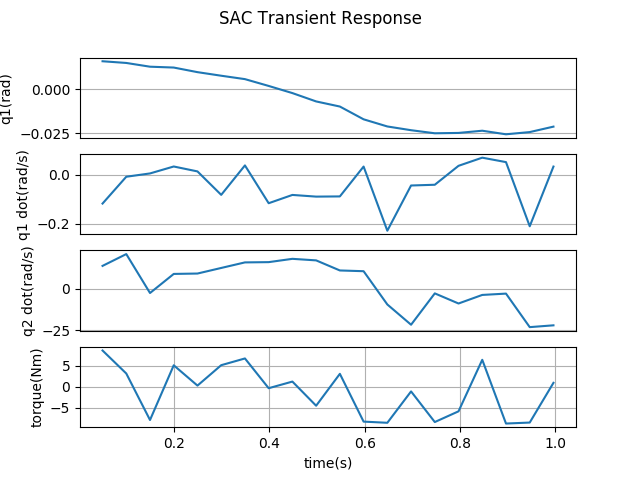 SAC Transient Response
q1(rad)
0.000
−0.025
q1 dot(rad/s)
0.0
−0.2
q2 dot(rad/s)
0
−25
torque(Nm)
5
0
−5
0.2 0.4 0.6 0.8 1.0
time(s)